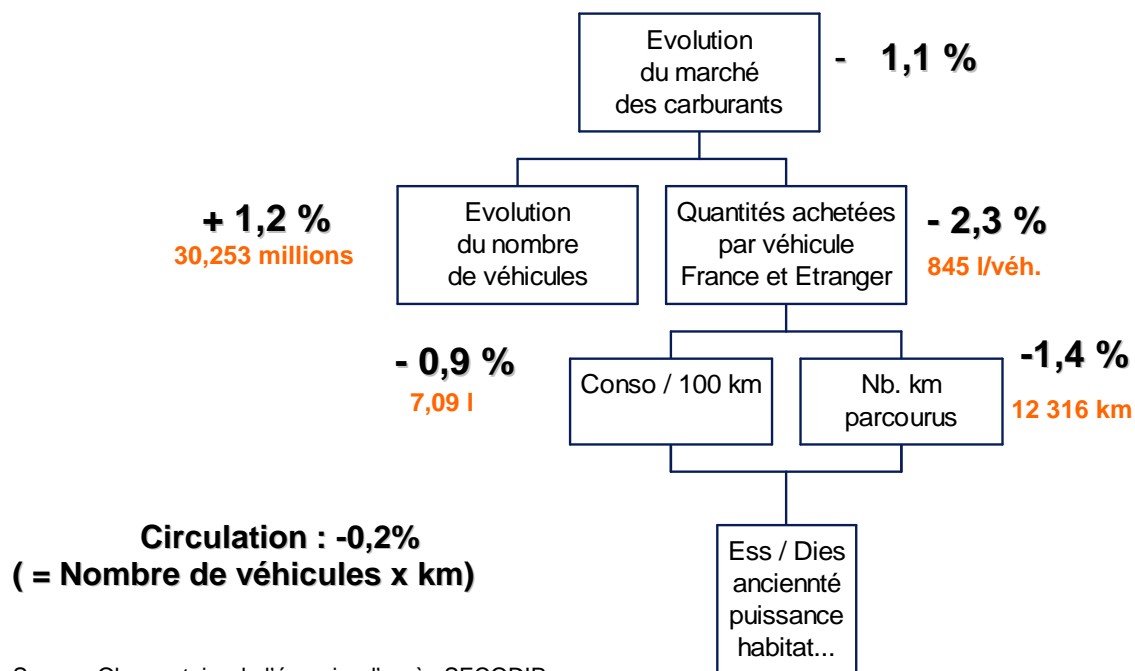 Evolution
du marché
des carburants
- 1,1 %
+ 1,2 %
30,253 millions
Evolution
du nombre
de véhicules
Quantités achetées
par véhicule
France et Etranger
- 2,3 %
845 l/véh.
- 0,9 %
7,09 l
Conso / 100 km
Nb. km
parcourus
-1,4 %
12 316 km
Circulation : -0,2%
( = Nombre de véhicules x km)
Ess / Dies
anciennté
puissance
habitat...